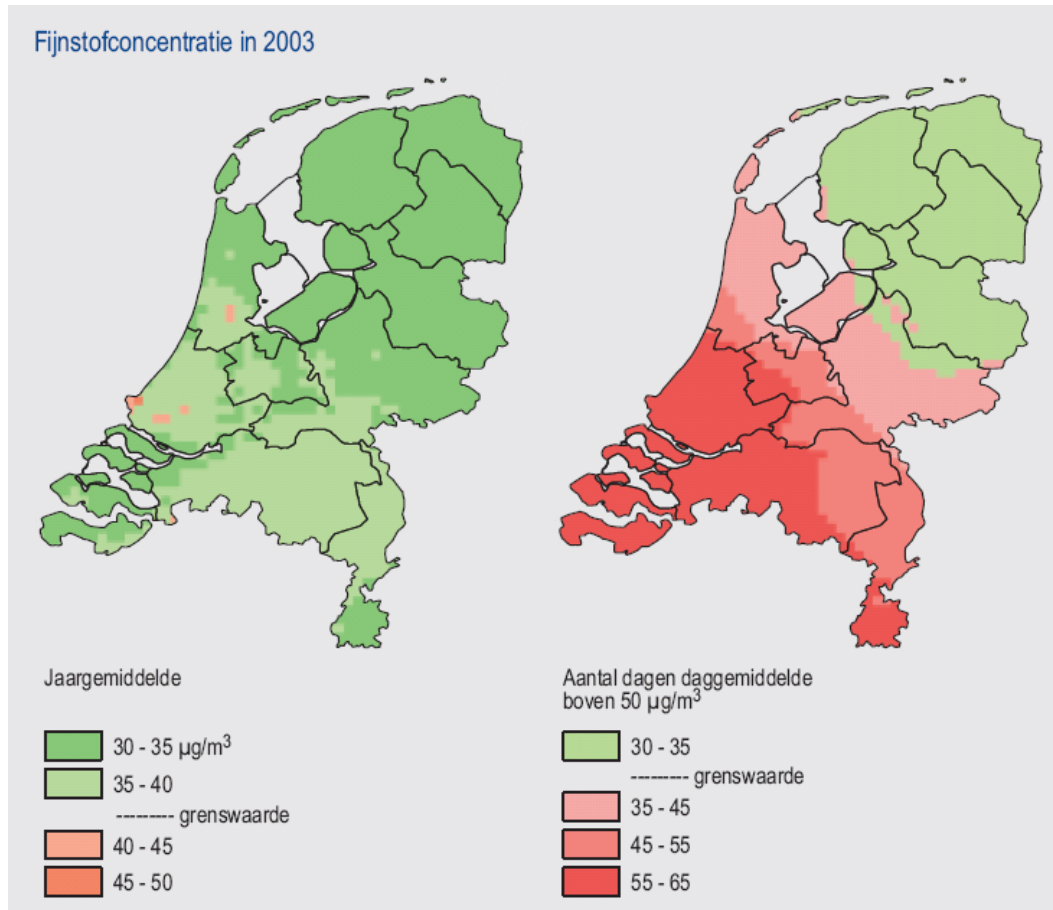 Fijnstofconcentratie in 2003
Jaargemiddelde
30 - 35 µg/m³
35 - 40
--------- grenswaarde
40 - 45
45 - 50
Aantal dagen daggemiddelde
boven 50 µg/m³
30 - 35
--------- grenswaarde
35 - 45
45 - 55
55 - 65